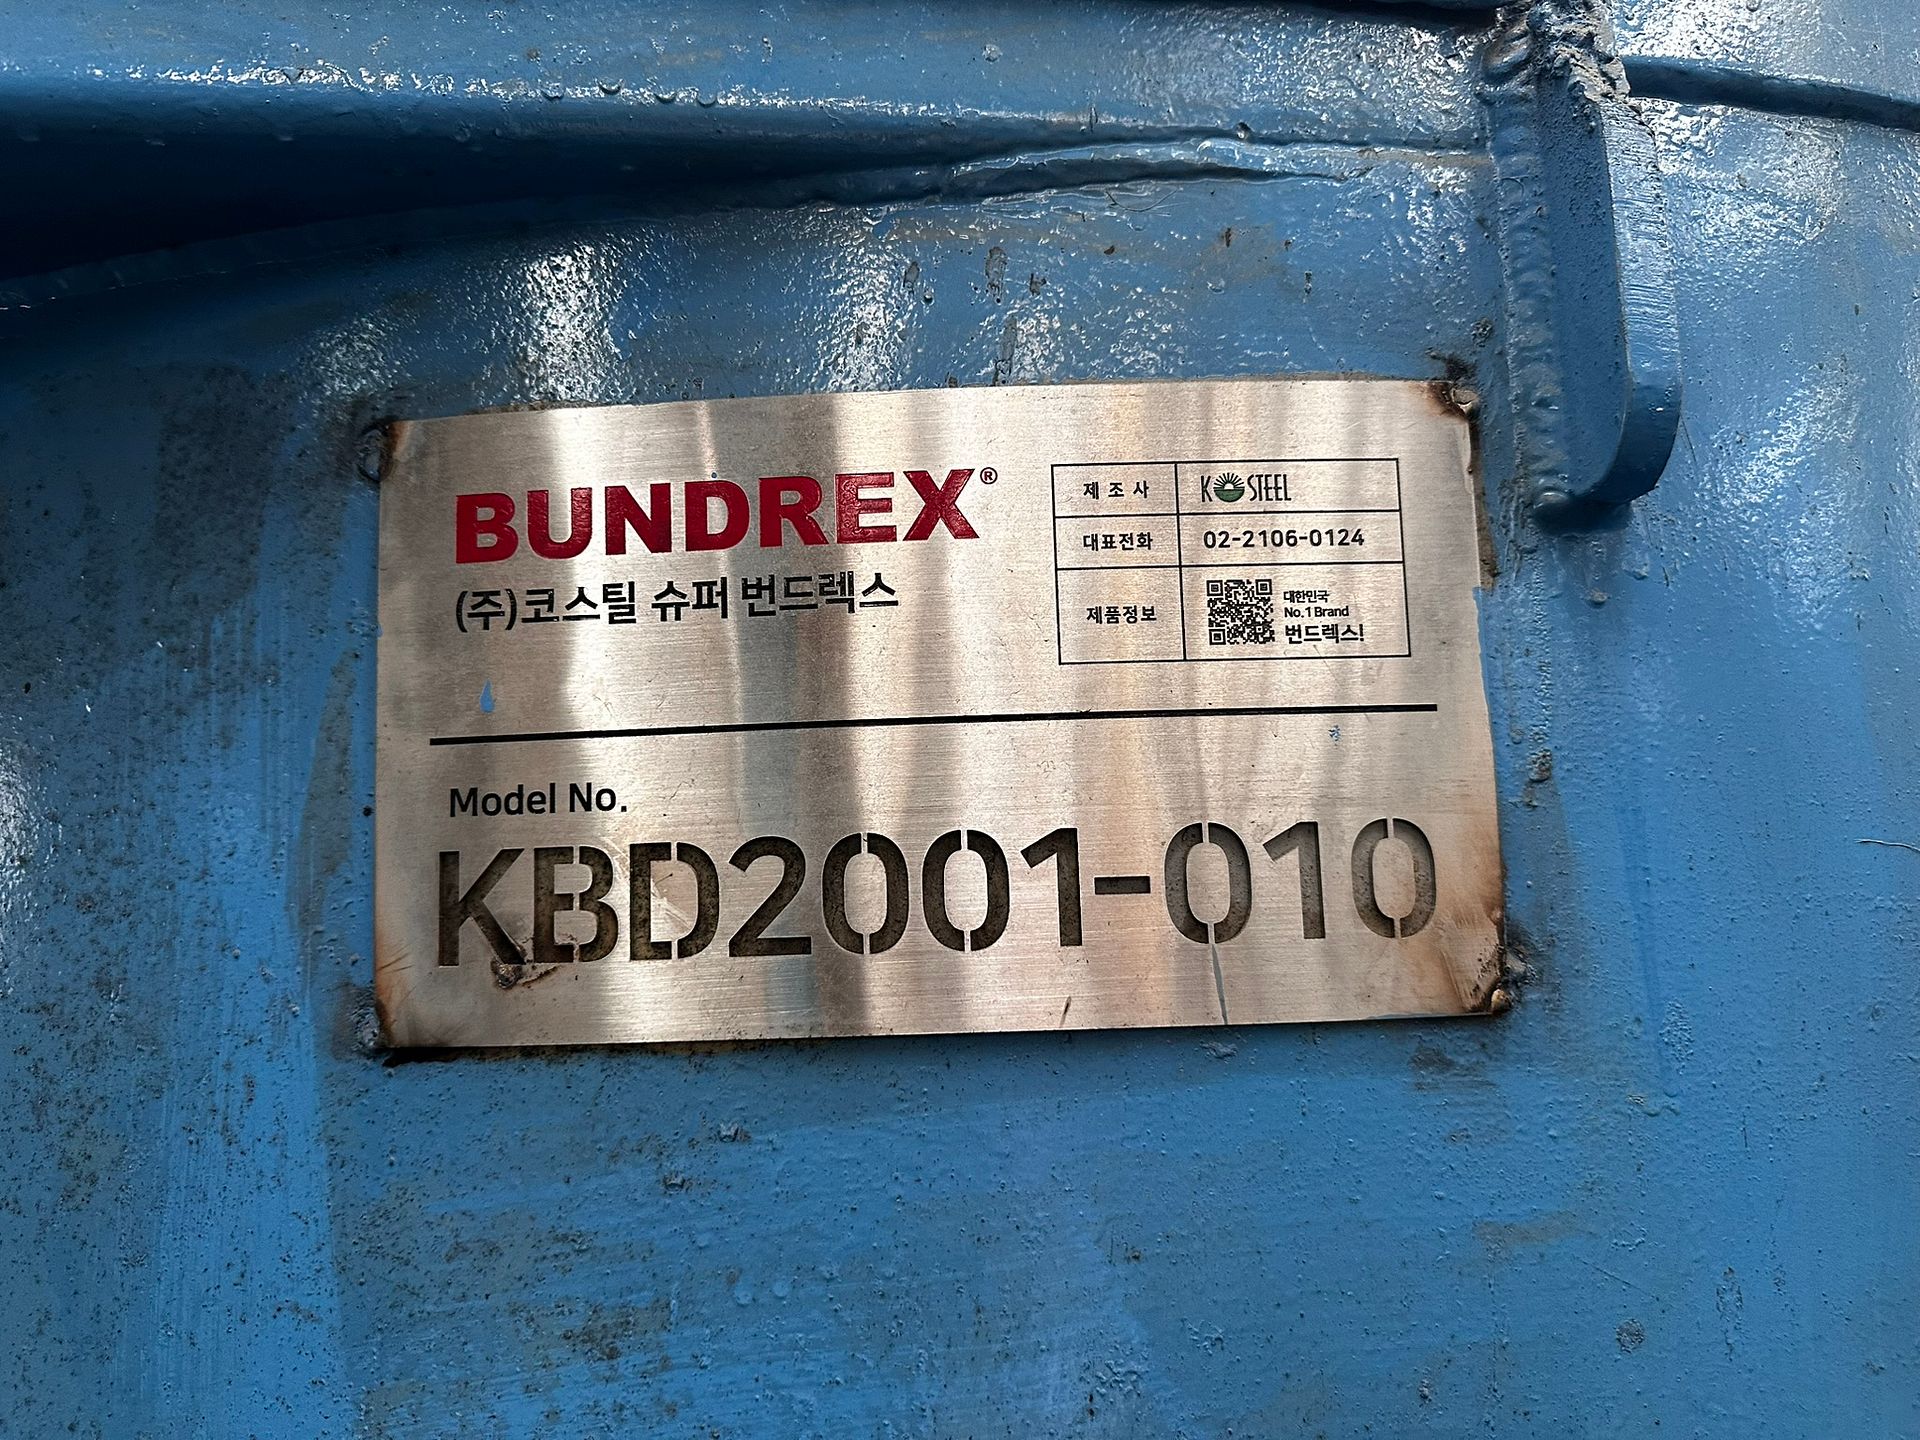 BUNDREX®
(주)코스틸 슈퍼 번드렉스
제조사 KOSTEEL
대표전화 02-2106-0124
제품정보
대한민국
No.1 Brand
번드렉스!
Model No.
KBD2001-010